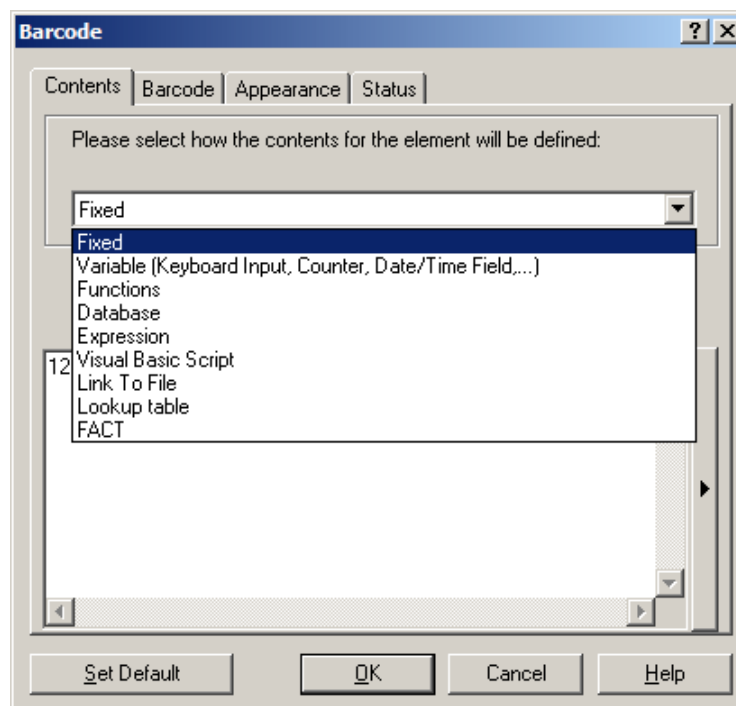 Barcode
Contents Barcode Appearance Status
Please select how the contents for the element will be defined:
Fixed
Fixed
Variable (Keyboard Input, Counter, Date/Time Field,...)
Functions
Database
Expression
12
Visual Basic Script
Link To File
Lookup table
FACT
Set Default OK Cancel Help